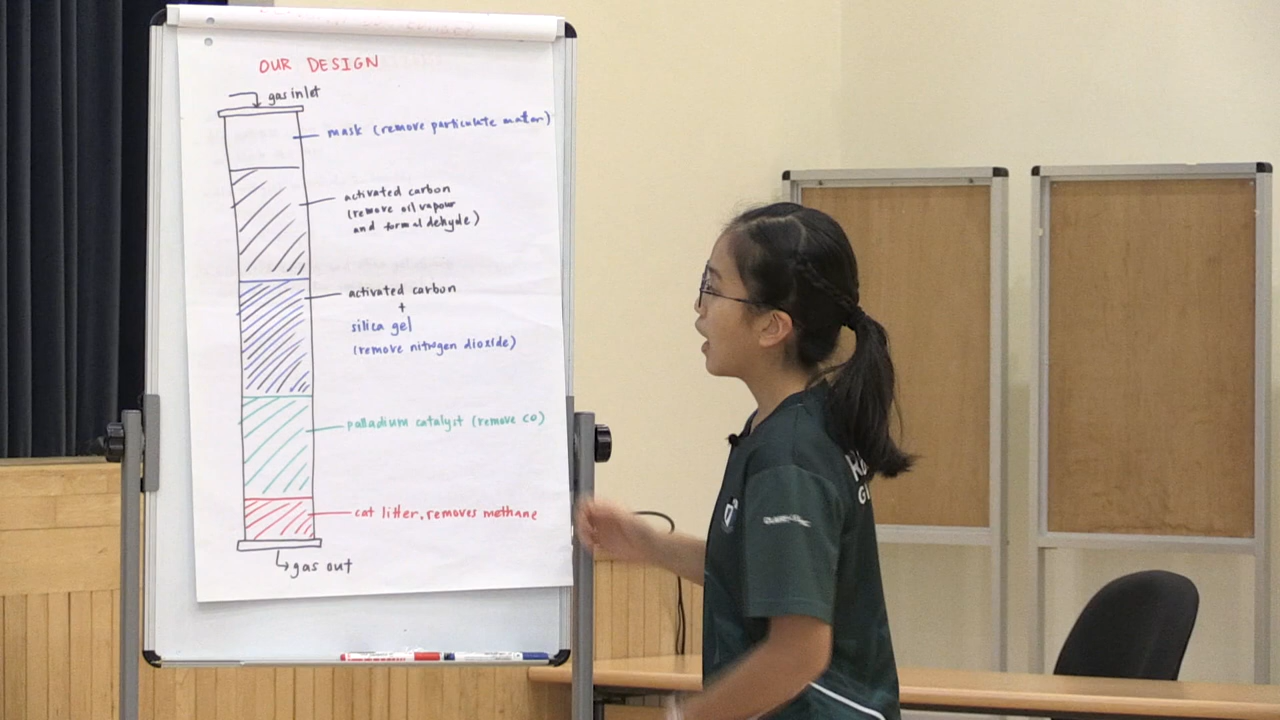 OUR DESIGN
gas inlet
mask (remove particulate matter)
activated carbon
(remove oil vapour
and formaldehyde)
activated carbon
+
silica gel
(remove nitrogen dioxide)
palladium catalyst (remove CO)
cat litter, removes methane
gas out